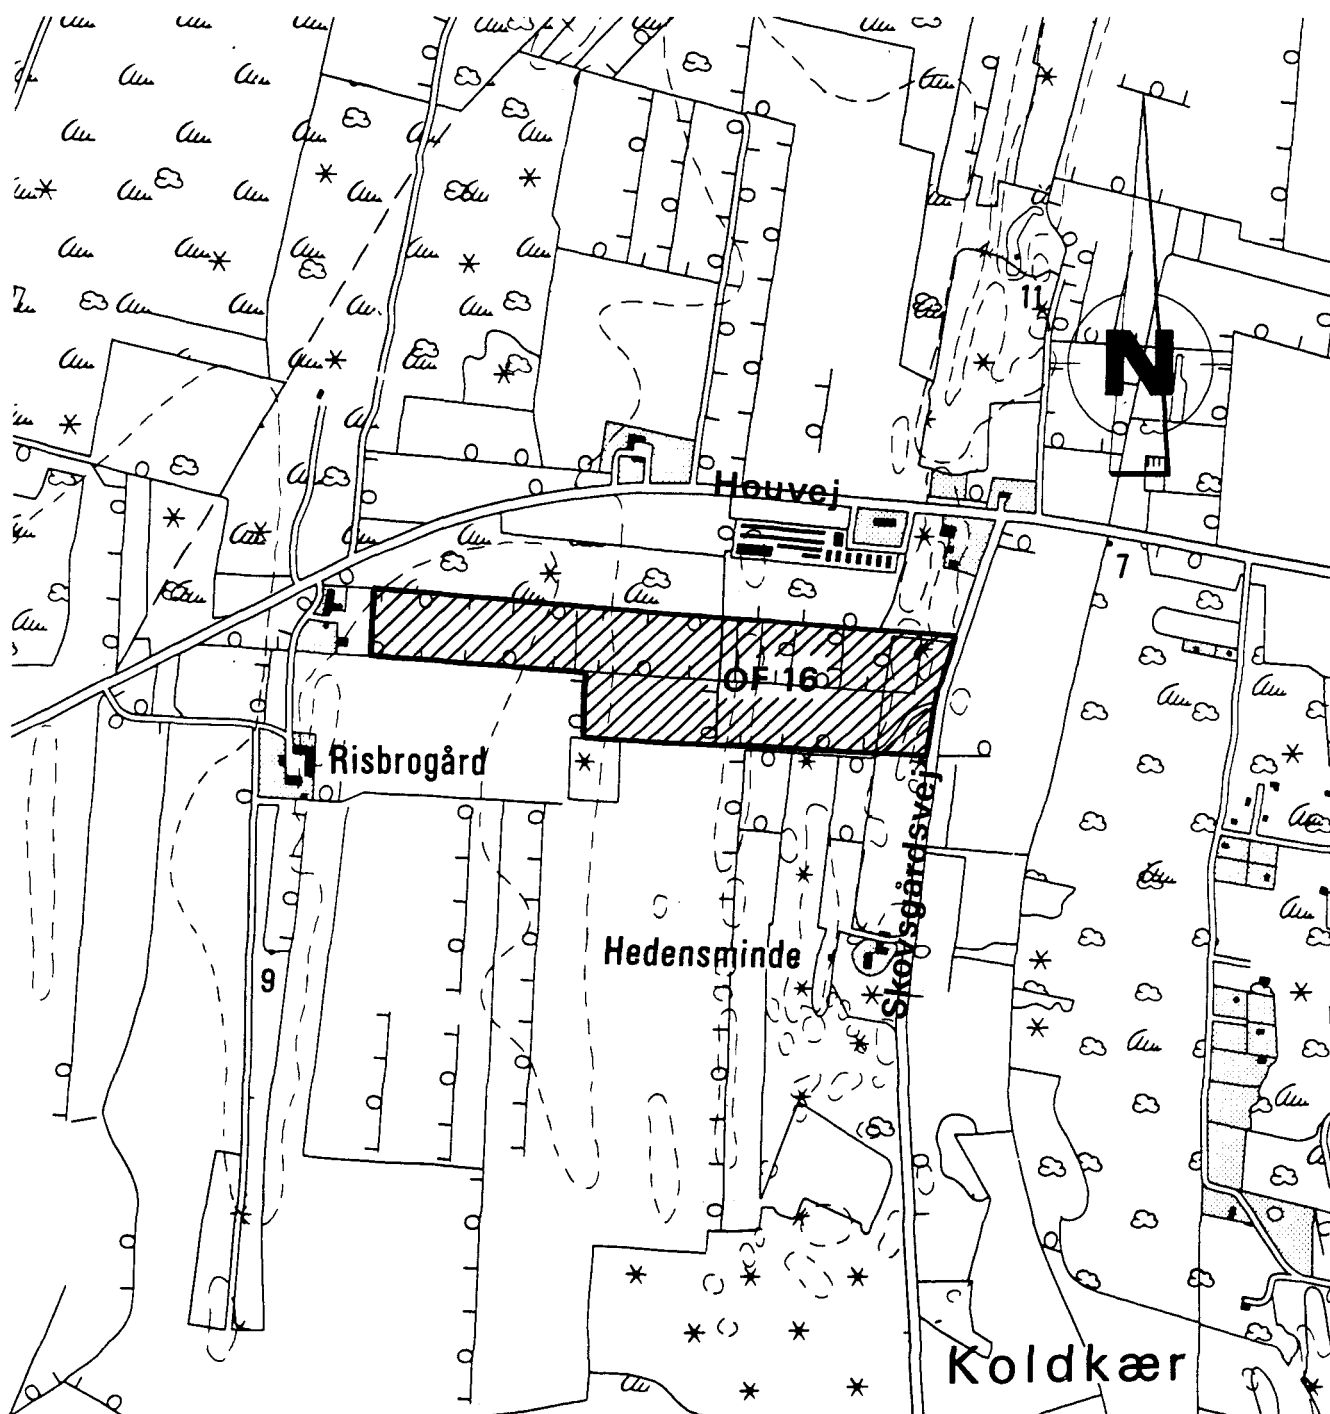 11
N
Houvej
7
OF 16
Risbrogård
Skovsgårdsvej
Hedensminde
9
Koldkær